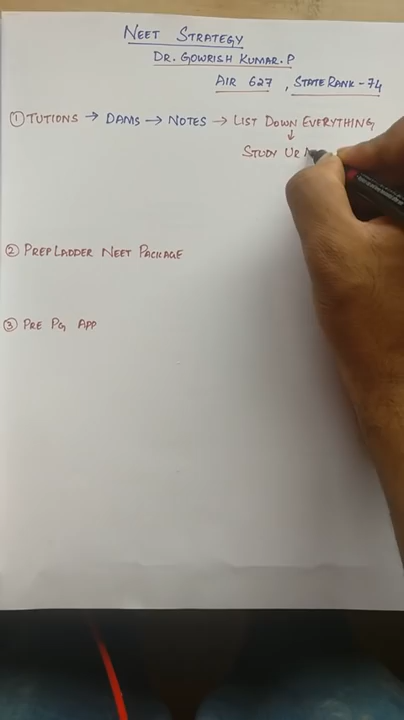 NEET STRATEGY
DR. GOWRISH KUMAR.P
AIR 627 , STATE RANK - 74
① TUTIONS → DAMS → NOTES → LIST DOWN EVERYTHING
↓
STUDY UR
② PREPLADDER NEET PACKAGE
③ PRE PG APP